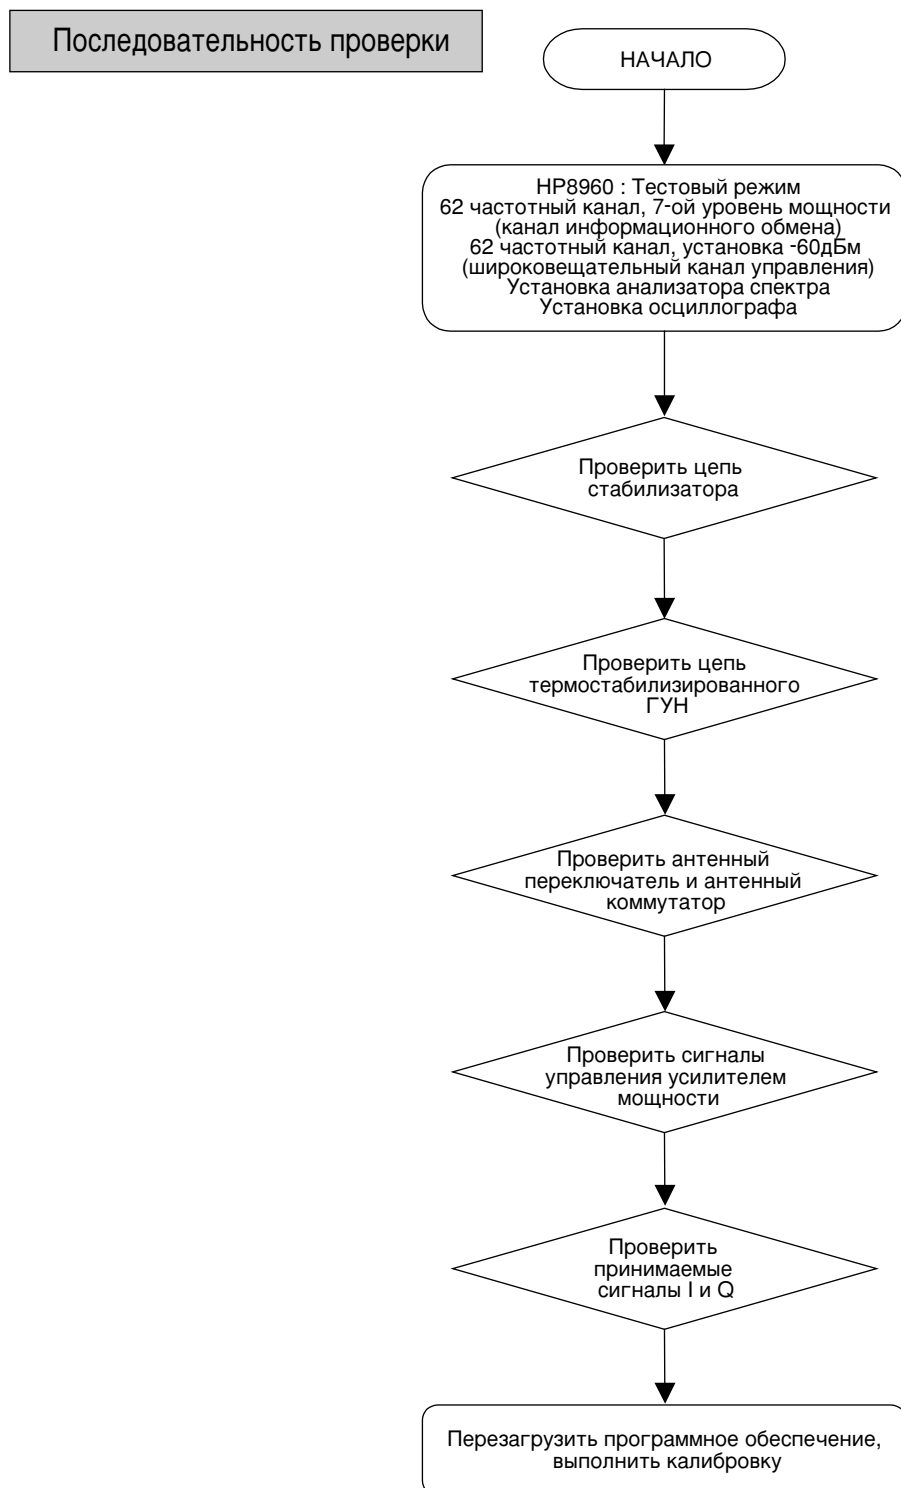 Последовательность проверки
НАЧАЛО
HP8960 : Тестовый режим
62 частотный канал, 7-ой уровень мощности
(канал информационного обмена)
62 частотный канал, установка -60дБм
(широковещательный канал управления)
Установка анализатора спектра
Установка осциллографа
Проверить цепь
стабилизатора
Проверить цепь
термостабилизированного
ГУН
Проверить антенный
переключатель и антенный
коммутатор
Проверить сигналы
управления усилителем
мощности
Проверить
принимаемые
сигналы I и Q
Перезагрузить программное обеспечение,
выполнить калибровку